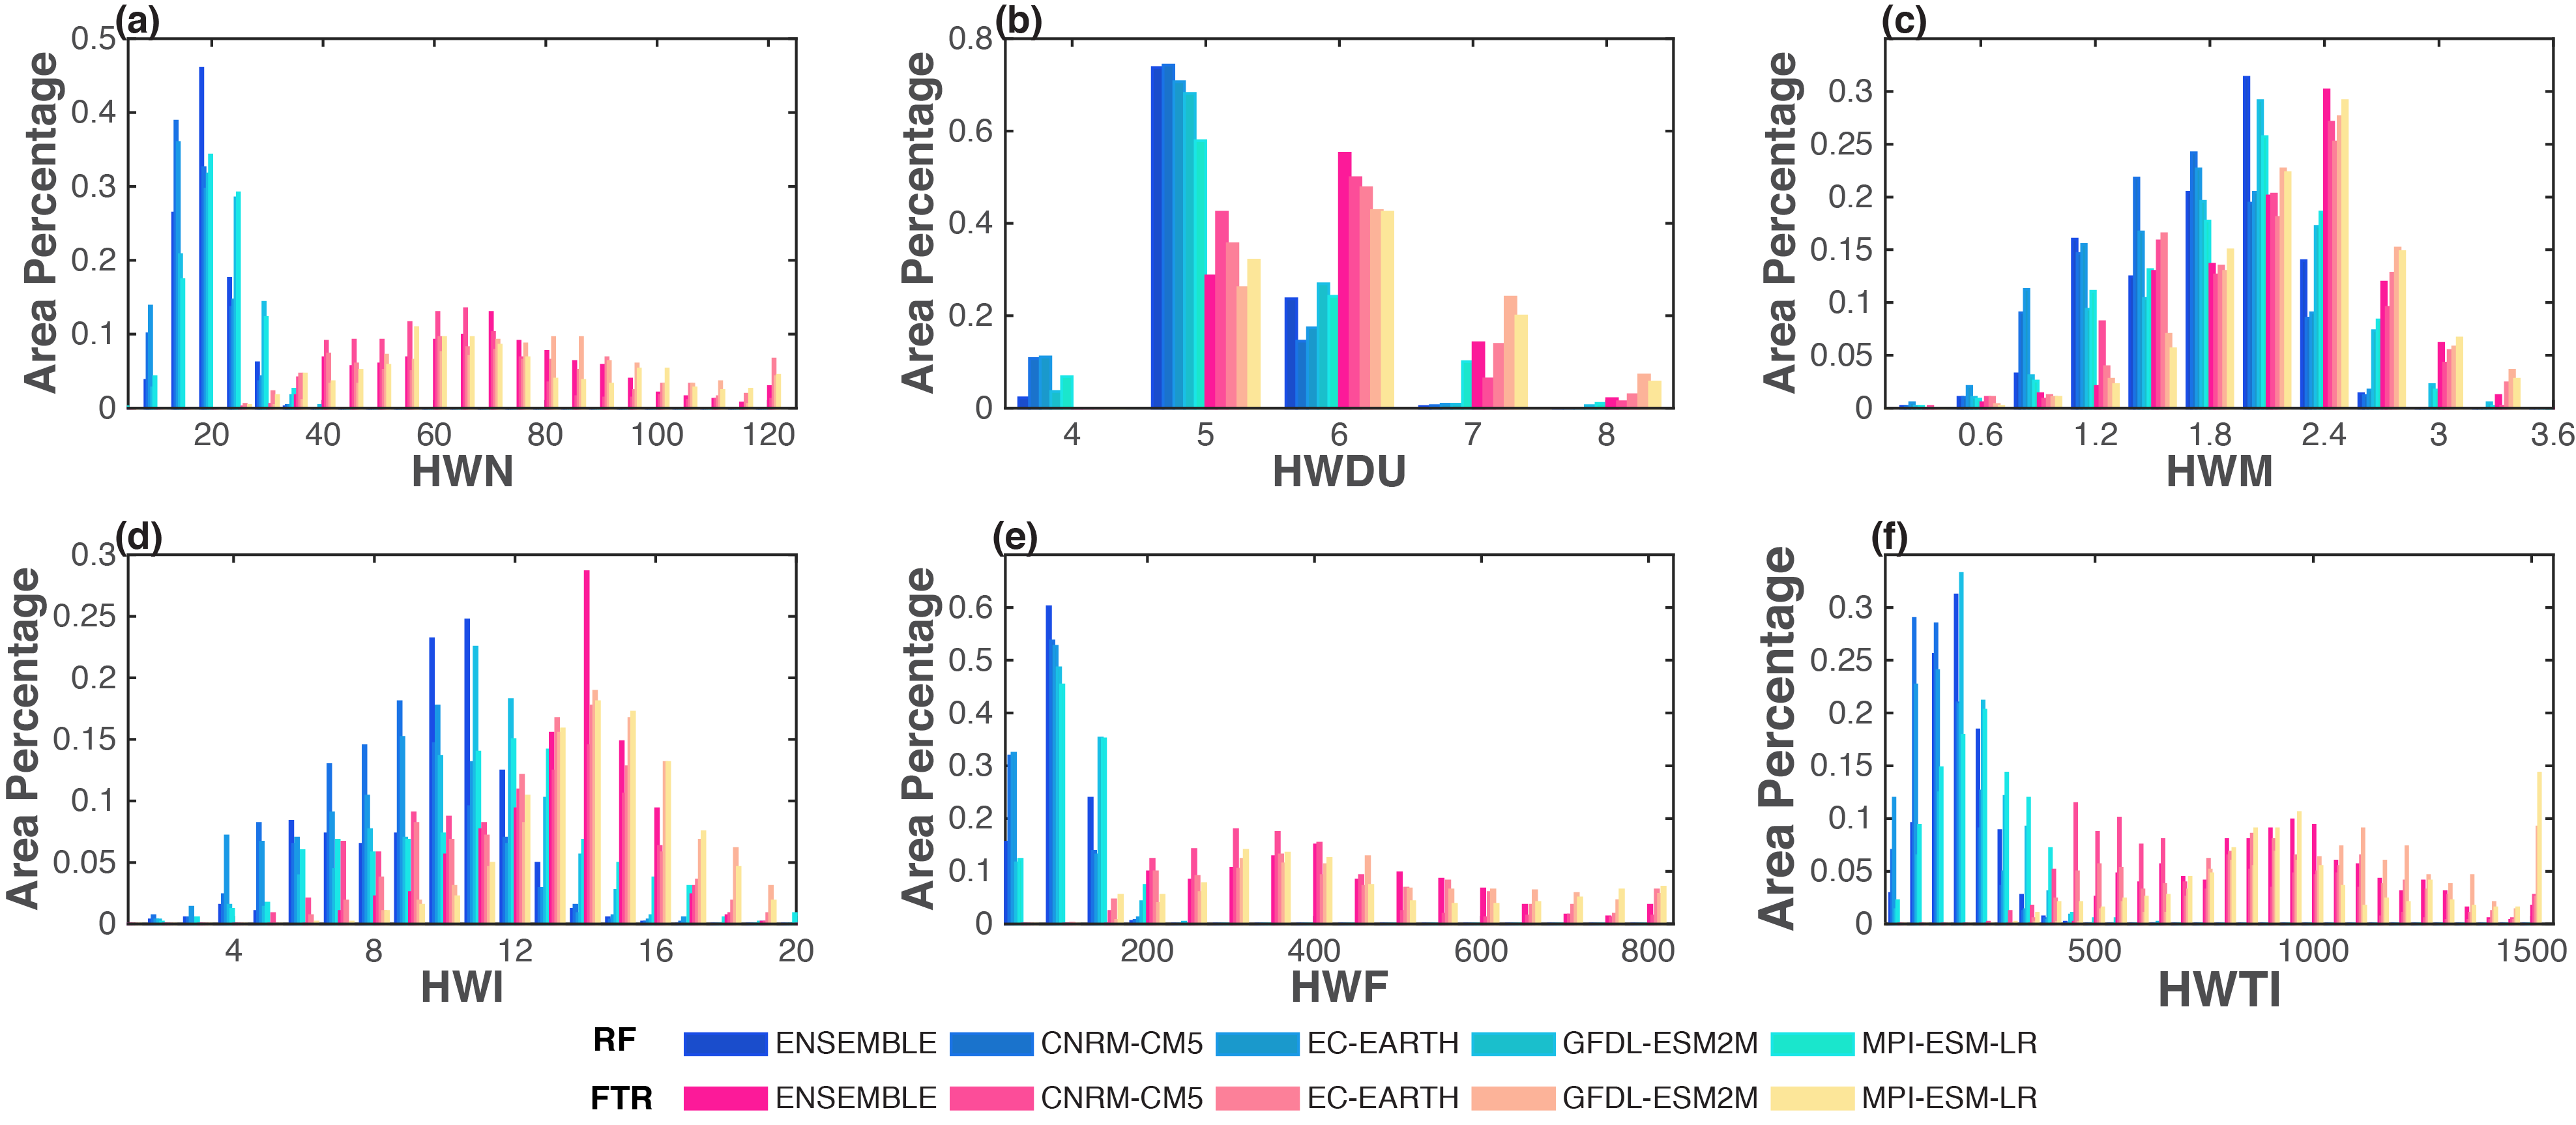 (a)
Area Percentage
0.5
0.4
0.3
0.2
0.1
0
20 40 60 80 100 120
HWN
(b)
Area Percentage
0.8
0.6
0.4
0.2
0
4 5 6 7 8
HWDU
(c)
Area Percentage
0.3
0.25
0.2
0.15
0.1
0.05
0
0.6 1.2 1.8 2.4 3 3.6
HWM
(d)
Area Percentage
0.3
0.25
0.2
0.15
0.1
0.05
0
4 8 12 16 20
HWI
(e)
Area Percentage
0.6
0.5
0.4
0.3
0.2
0.1
0
200 400 600 800
HWF
(f)
Area Percentage
0.3
0.25
0.2
0.15
0.1
0.05
0
500 1000 1500
HWTI
RF ENSEMBLE CNRM-CM5 EC-EARTH GFDL-ESM2M MPI-ESM-LR
FTR ENSEMBLE CNRM-CM5 EC-EARTH GFDL-ESM2M MPI-ESM-LR